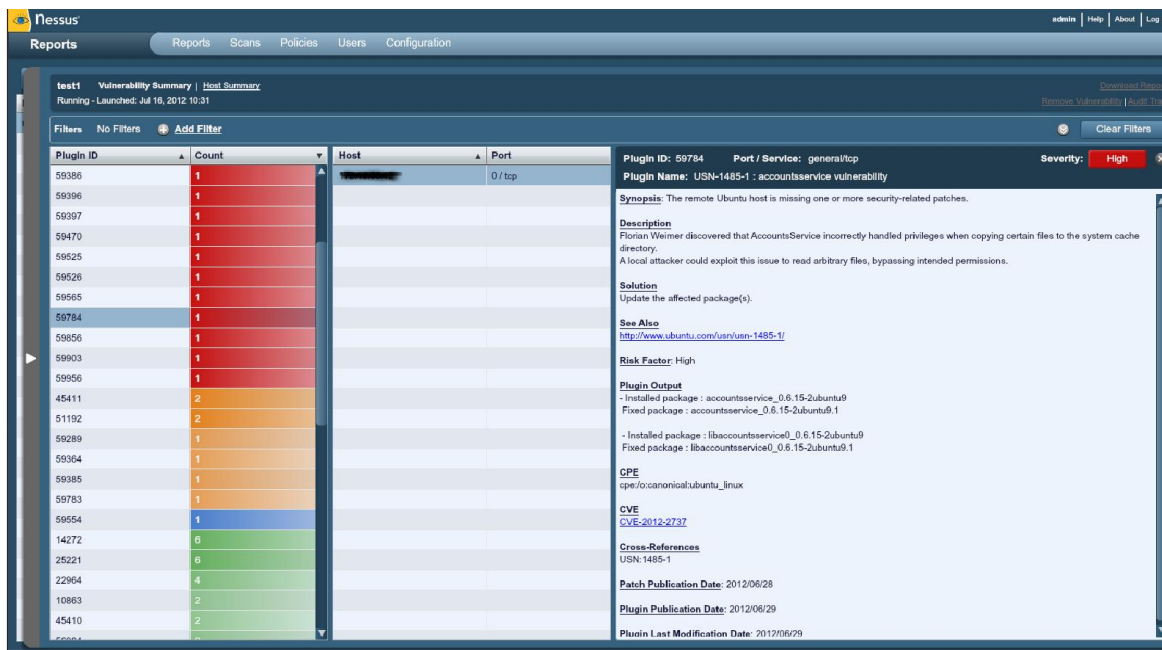 nessus
admin | Help | About | Log
Reports
Reports Scans Policies Users Configuration
test1 Vulnerability Summary | Host Summary
Running - Launched: Jul 16, 2012 10:31
Download Repo
Remove Vulnerability | Audit Tra
Filters No Filters Add Filter
Clear Filters
Plugin ID Count
59386 1
59396 1
59397 1
59470 1
59525 1
59526 1
59565 1
59784 1
59856 1
59903 1
59956 1
45411 2
51192 2
59289 1
59364 1
59385 1
59783 1
59554 1
14272 6
25221 6
22964 4
10863 2
45410 2
Host Port
0 / tcp
Plugin ID: 59784 Port / Service: general/tcp Severity: High
Plugin Name: USN-1485-1 : accountsservice vulnerability
Synopsis: The remote Ubuntu host is missing one or more security-related patches.
Description
Florian Weimer discovered that AccountsService incorrectly handled privileges when copying certain files to the system cache
directory.
A local attacker could exploit this issue to read arbitrary files, bypassing intended permissions.
Solution
Update the affected package(s).
See Also
http://www.ubuntu.com/usn/usn-1485-1/
Risk Factor: High
Plugin Output
- Installed package : accountsservice_0.6.15-2ubuntu9
Fixed package : accountsservice_0.6.15-2ubuntu9.1
- Installed package : libaccountsservice0_0.6.15-2ubuntu9
Fixed package : libaccountsservice0_0.6.15-2ubuntu9.1
CPE
cpe:/o:canonical:ubuntu_linux
CVE
CVE-2012-2737
Cross-References
USN:1485-1
Patch Publication Date: 2012/06/28
Plugin Publication Date: 2012/06/29
Plugin Last Modification Date: 2012/06/29